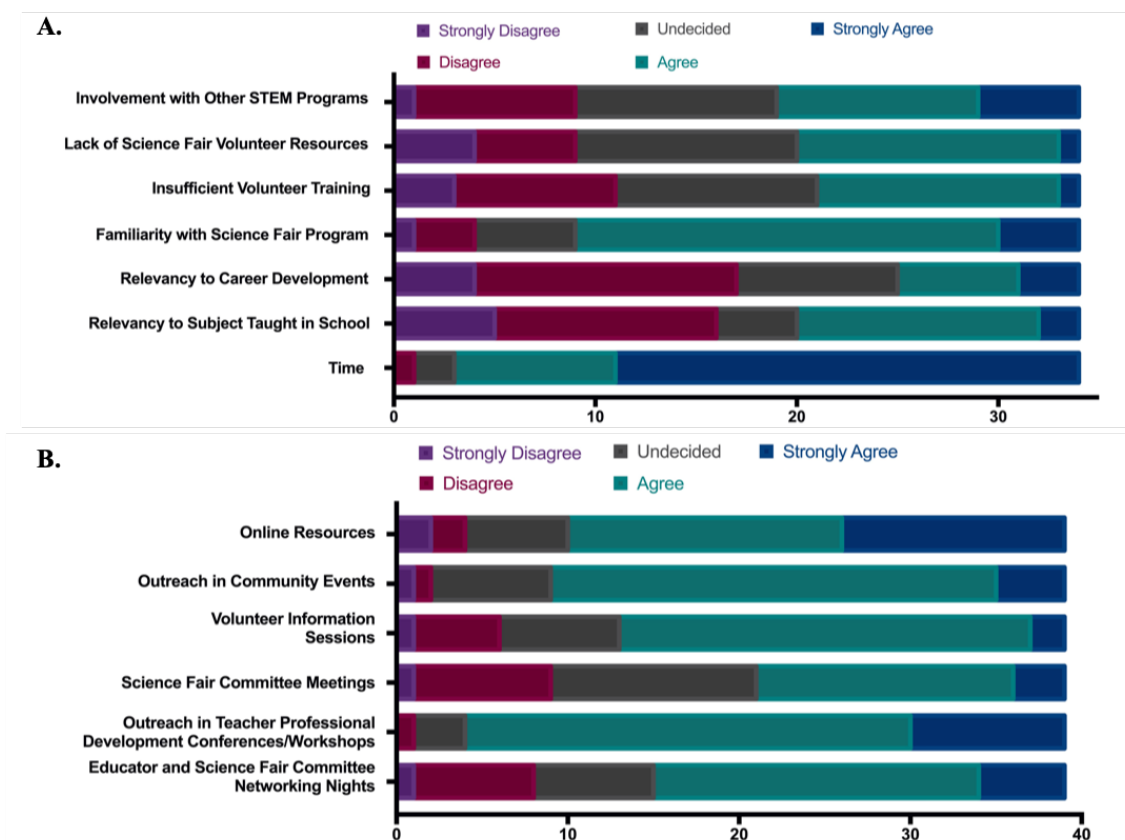 A.
Strongly Disagree
Undecided
Strongly Agree
Disagree
Agree
Involvement with Other STEM Programs
Lack of Science Fair Volunteer Resources
Insufficient Volunteer Training
Familiarity with Science Fair Program
Relevancy to Career Development
Relevancy to Subject Taught in School
Time
0 10 20 30
B.
Strongly Disagree
Undecided
Strongly Agree
Disagree
Agree
Online Resources
Outreach in Community Events
Volunteer Information
Sessions
Science Fair Committee Meetings
Outreach in Teacher Professional
Development Conferences/Workshops
Educator and Science Fair Committee
Networking Nights
0 10 20 30 40